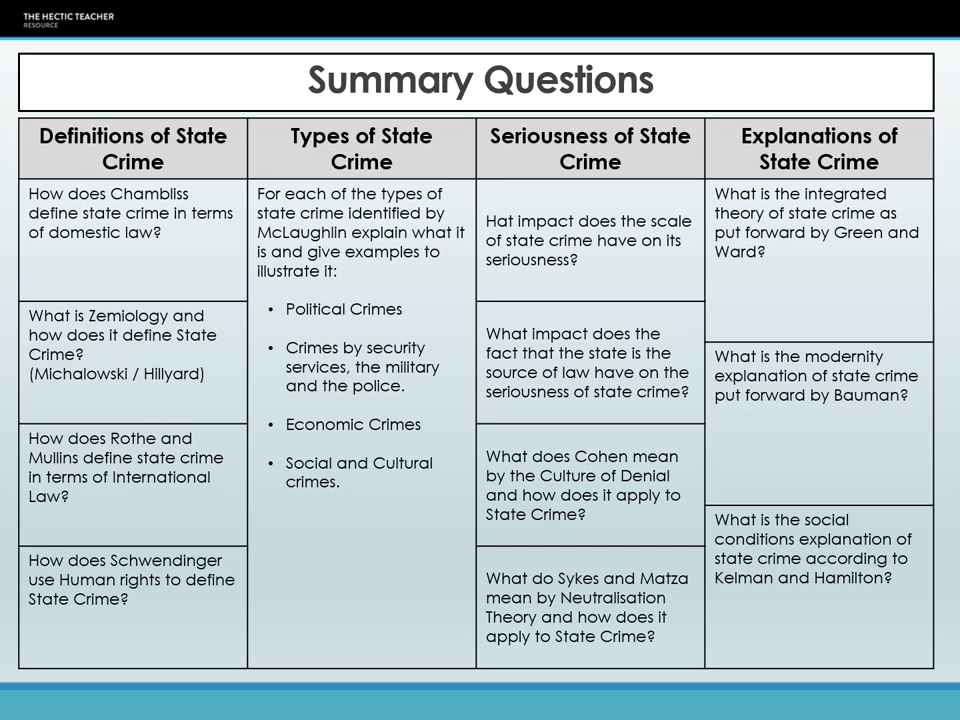 THE HECTIC TEACHER
RESOURCE
Summary Questions
Definitions of State
Crime
How does Chambliss
define state crime in terms
of domestic law?
What is Zemiology and
how does it define State
Crime?
(Michalowski / Hillyard)
How does Rothe and
Mullins define state crime
in terms of International
Law?
How does Schwendinger
use Human rights to define
State Crime?
Types of State
Crime
For each of the types of
state crime identified by
McLaughlin explain what it
is and give examples to
illustrate it:
• Political Crimes
• Crimes by security
services, the military
and the police.
• Economic Crimes
• Social and Cultural
crimes.
Seriousness of State
Crime
Hat impact does the scale
of state crime have on its
seriousness?
What impact does the
fact that the state is the
source of law have on the
seriousness of state crime?
What does Cohen mean
by the Culture of Denial
and how does it apply to
State Crime?
What do Sykes and Matza
mean by Neutralisation
Theory and how does it
apply to State Crime?
Explanations of
State Crime
What is the integrated
theory of state crime as
put forward by Green and
Ward?
What is the modernity
explanation of state crime
put forward by Bauman?
What is the social
conditions explanation of
state crime according to
Kelman and Hamilton?